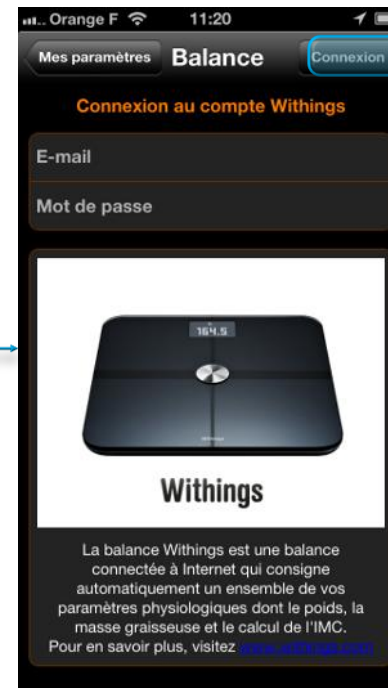 Orange F 11:20
Mes paramètres Balance Connexion
Connexion au compte Withings
E-mail
Mot de passe
164.5
Withings
La balance Withings est une balance
connectée à Internet qui consigne
automatiquement un ensemble de vos
paramètres physiologiques dont le poids, la
masse graisseuse et le calcul de l'IMC.
Pour en savoir plus, visitez www.withings.com